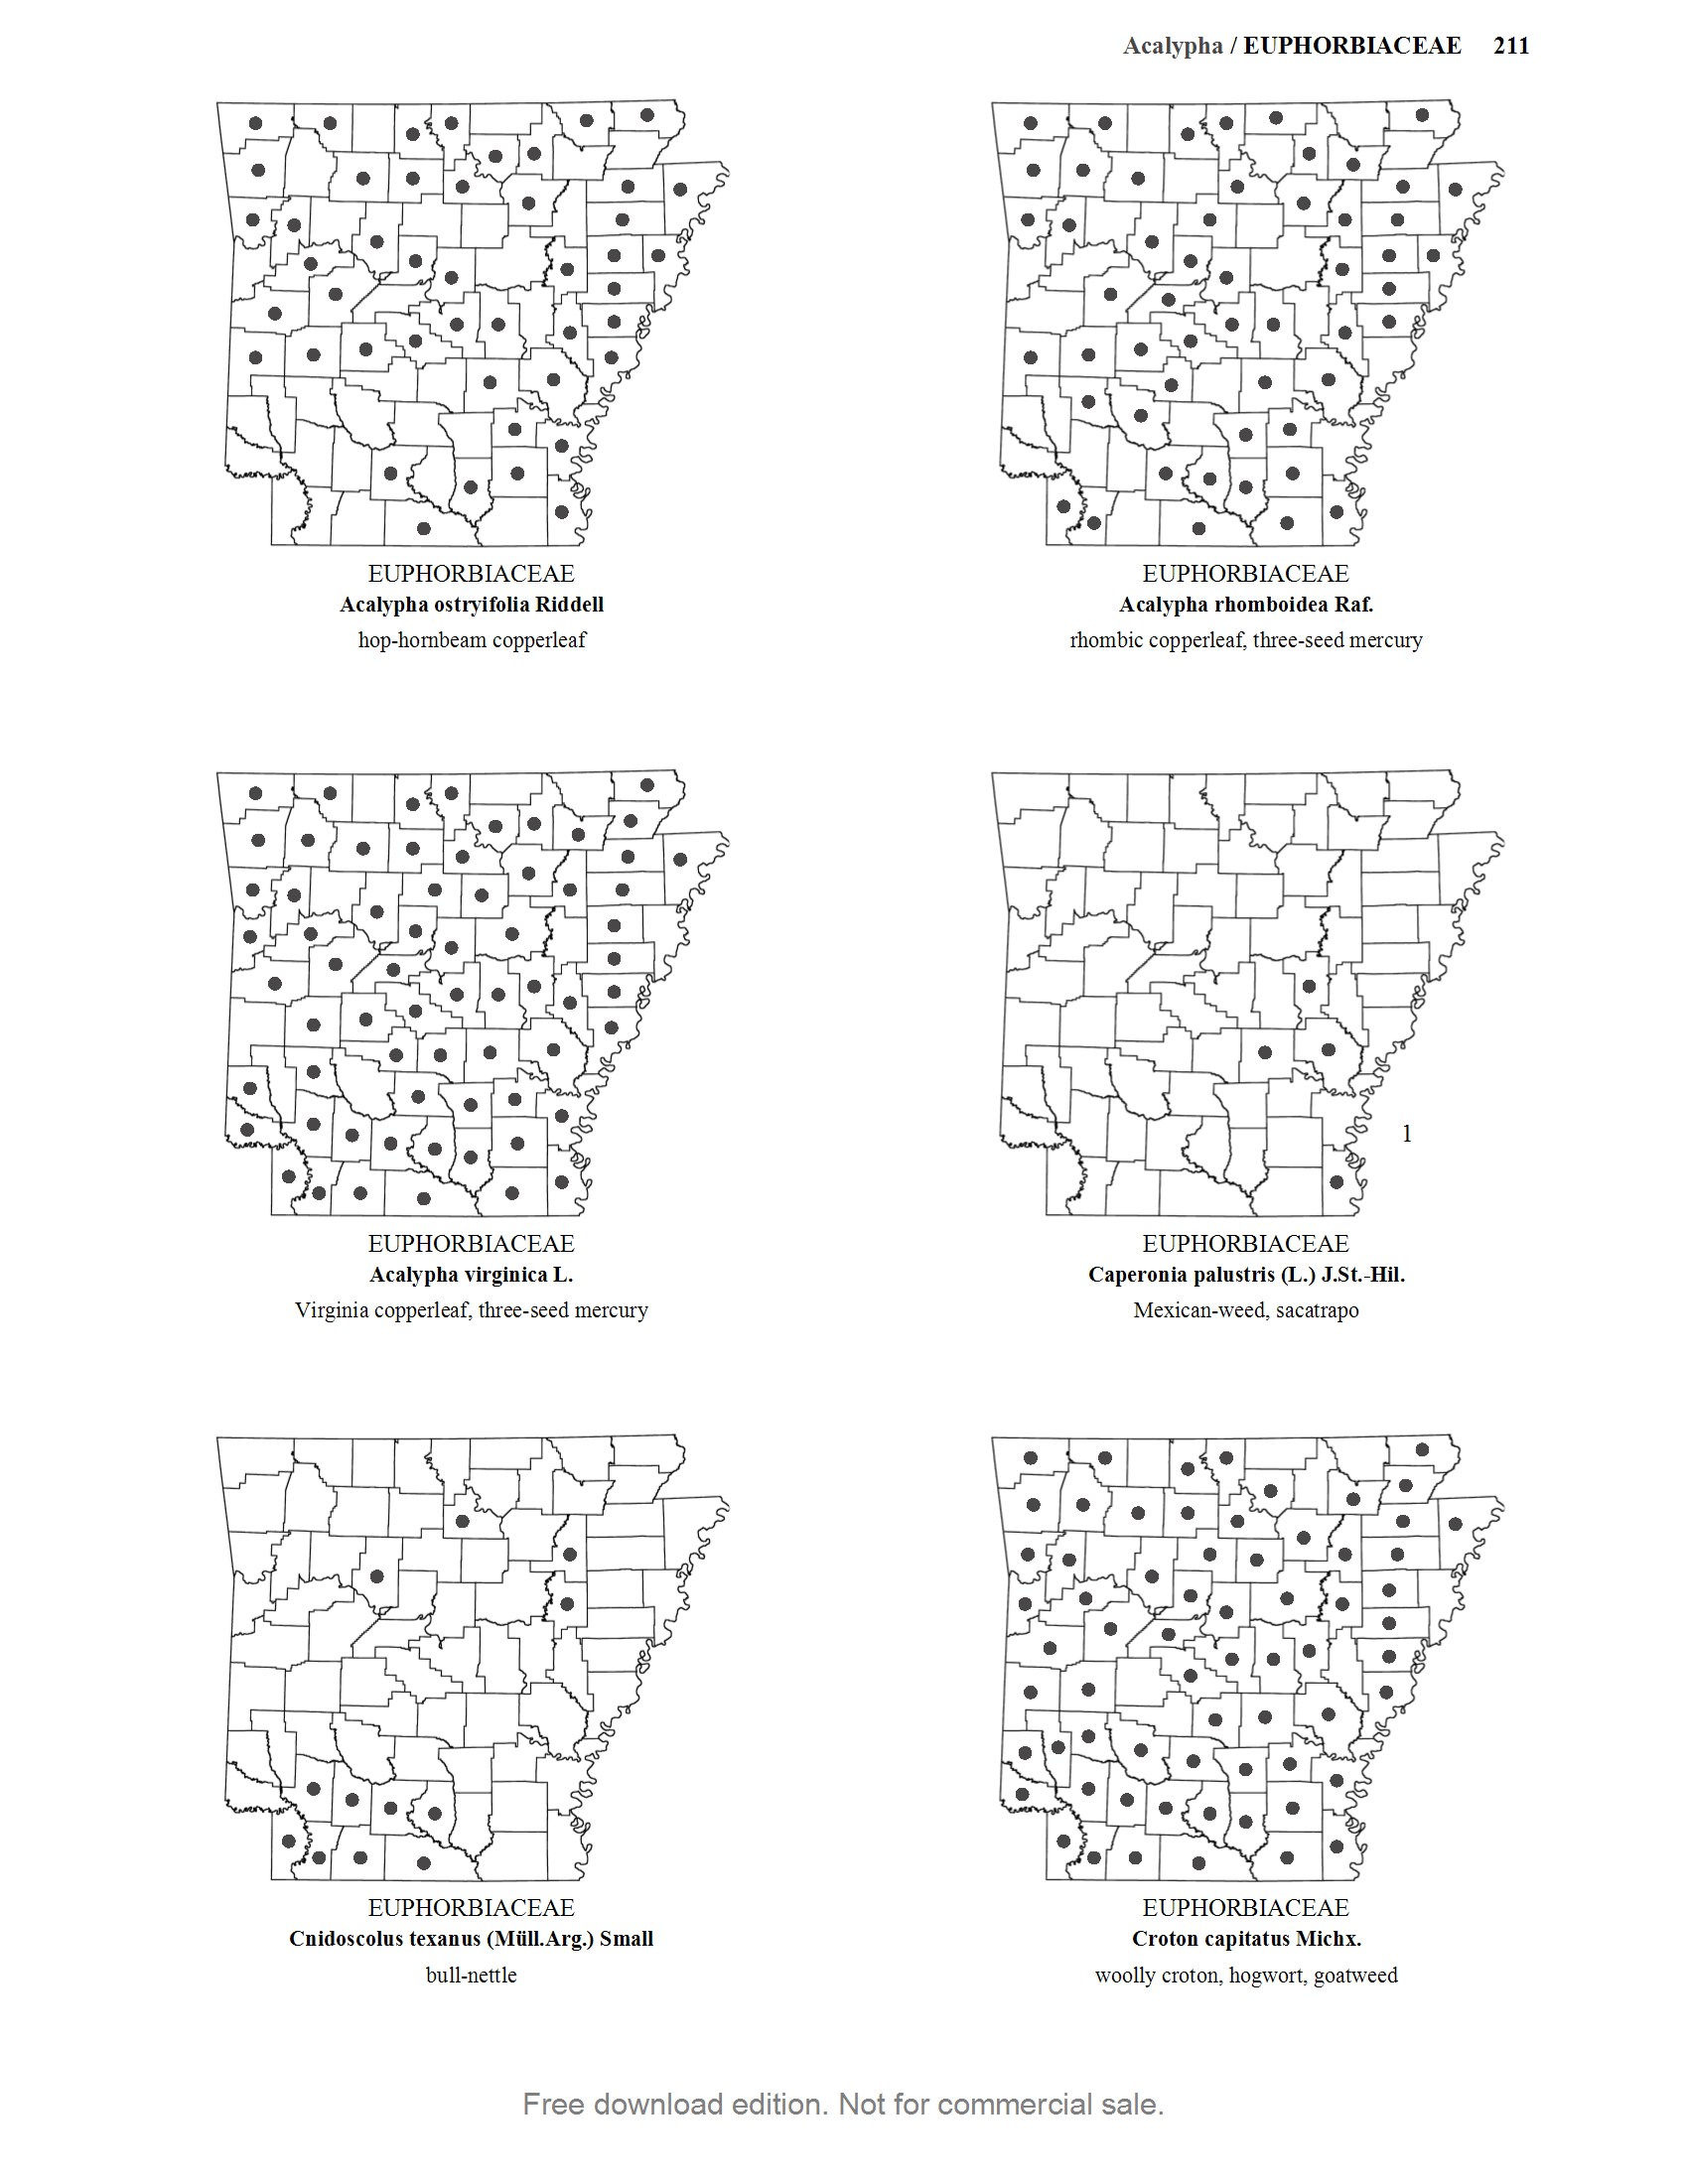 Acalypha / EUPHORBIACEAE 211
EUPHORBIACEAE
Acalypha ostryifolia Riddell
hop-hornbeam copperleaf
EUPHORBIACEAE
Acalypha rhomboidea Raf.
rhombic copperleaf, three-seed mercury
EUPHORBIACEAE
Acalypha virginica L.
Virginia copperleaf, three-seed mercury
1
EUPHORBIACEAE
Caperonia palustris (L.) J.St.-Hil.
Mexican-weed, sacatrapo
EUPHORBIACEAE
Cnidoscolus texanus (Müll.Arg.) Small
bull-nettle
EUPHORBIACEAE
Croton capitatus Michx.
woolly croton, hogwort, goatweed
Free download edition. Not for commercial sale.